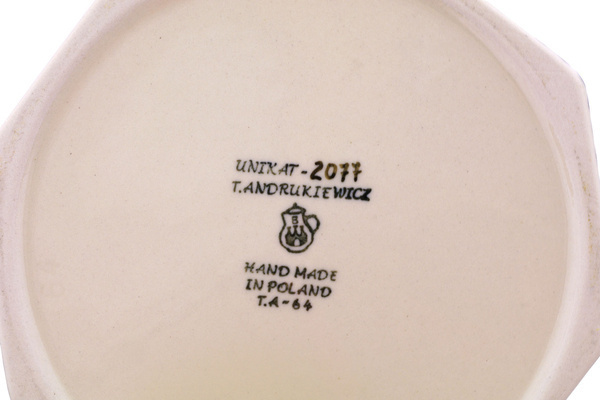 UNIKAT-2077
T.ANDRUKIEWICZ
B
HAND MADE
IN POLAND
T.A-64